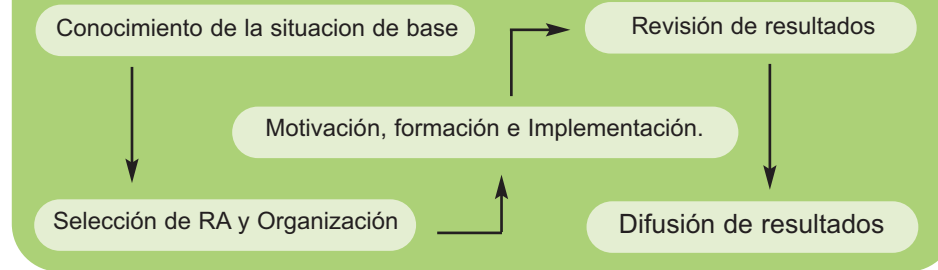 Conocimiento de la situacion de base
Revisión de resultados
Motivación, formación e Implementación.
Selección de RA y Organización
Difusión de resultados